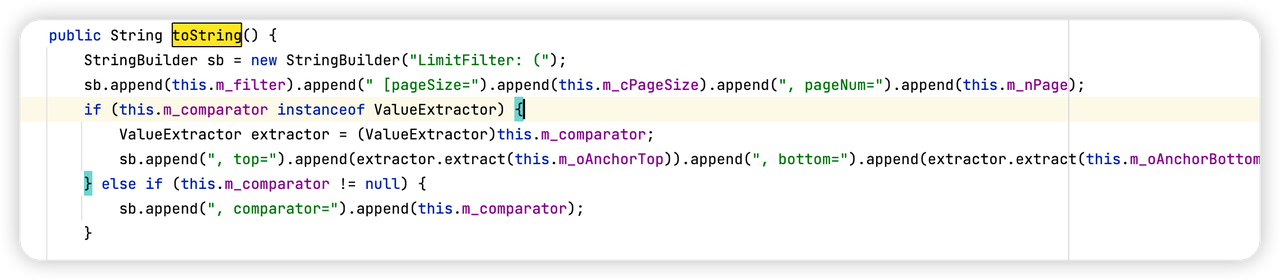 public String toString() {
StringBuilder sb = new StringBuilder("LimitFilter: (");
sb.append(this.m_filter).append(" [pageSize=").append(this.m_cPageSize).append(", pageNum=").append(this.m_nPage);
if (this.m_comparator instanceof ValueExtractor) {
ValueExtractor extractor = (ValueExtractor)this.m_comparator;
sb.append(", top=").append(extractor.extract(this.m_oAnchorTop)).append(", bottom=").append(extractor.extract(this.m_oAnchorBottom
} else if (this.m_comparator != null) {
sb.append(", comparator=").append(this.m_comparator);
}